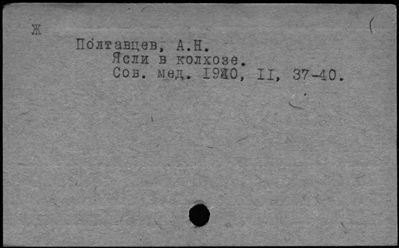 Ж
Полтавцев, А.Н.
Ясли в колхозе.
Сов. мед. 1940, II, 37-40.